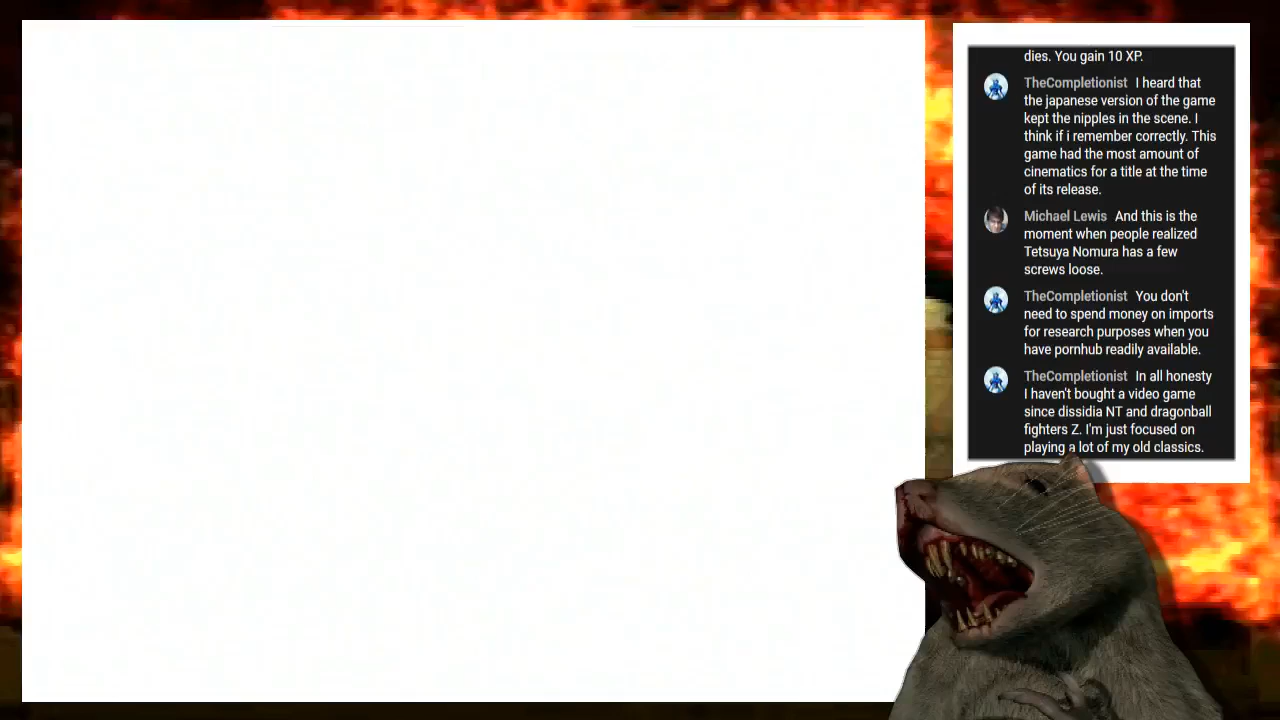 dies. You gain 10 XP.
TheCompletionist I heard that
the japanese version of the game
kept the nipples in the scene. I
think if i remember correctly. This
game had the most amount of
cinematics for a title at the time
of its release.
Michael Lewis And this is the
moment when people realized
Tetsuya Nomura has a few
screws loose.
TheCompletionist You don't
need to spend money on imports
for research purposes when you
have pornhub readily available.
TheCompletionist In all honesty
I haven't bought a video game
since dissidia NT and dragonball
fighters Z. I'm just focused on
playing a lot of my old classics.